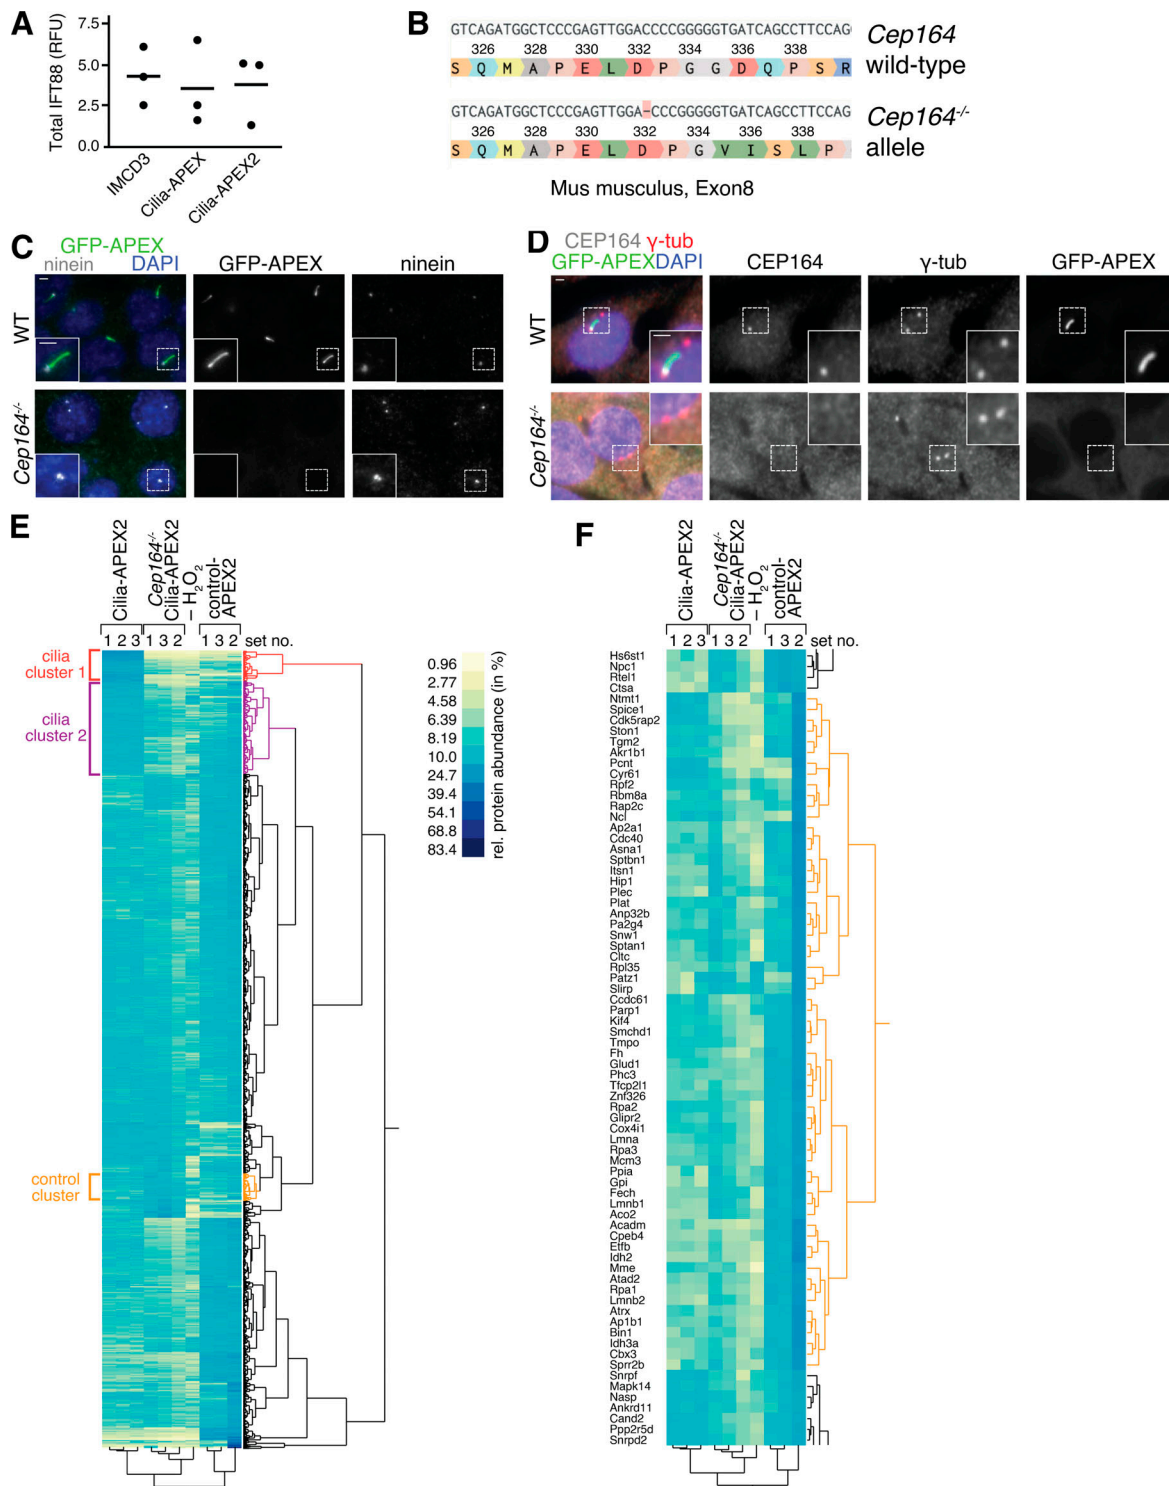 A
Total IFT88 (RFU)
7.5
5.0
2.5
0.0
IMCD3
Cilia-APEX
Cilia-APEX2
B
GTCAGATGGCTCCCGAGTTGGACCCCGGGGGTGATCAGCCTTCCAG
326 328 330 332 334 336 338
S Q M A P E L D P G G D Q P S R
Cep164
wild-type
GTCAGATGGCTCCCGAGTTGGA-CCCGGGGGTGATCAGCCTTCCAG
326 328 330 332 334 336 338
S Q M A P E L D P G V I S L P
Cep164-/-
allele
Mus musculus, Exon8
C
GFP-APEX
ninein DAPI
GFP-APEX
ninein
WT
Cep164-/-
D
CEP164 γ-tub
GFP-APEX DAPI
CEP164
γ-tub
GFP-APEX
WT
Cep164-/-
E
Cilia-APEX2
Cep164-/-
Cilia-APEX2
– H2O2
control-
APEX2
1 2 3 1 3 2 1 3 2 set no.
cilia
cluster 1
cilia
cluster 2
control
cluster
0.96
2.77
4.58
6.39
8.19
10.0
24.7
39.4
54.1
68.8
83.4
rel. protein abundance (in %)
F
Cilia-APEX2
Cep164-/-
Cilia-APEX2
– H2O2
control-
APEX2
1 2 3 1 3 2 1 3 2 set no.
Hs6st1
Npc1
Rtel1
Ctsa
Ntmt1
Spice1
Cdk5rap2
Ston1
Tgm2
Akr1b1
Pcnt
Cyr61
Rpf2
Rbm8a
Rap2c
Ncl
Ap2a1
Cdc40
Asna1
Sptbn1
Itsn1
Hip1
Plec
Plat
Anp32b
Pa2g4
Snw1
Sptan1
Cltc
Rpl35
Patz1
Slirp
Ccdc61
Parp1
Kif4
Smchd1
Tmpo
Fh
Glud1
Phc3
Tfcp2l1
Znf326
Rpa2
Glipr2
Cox4i1
Lmna
Rpa3
Mcm3
Ppia
Gpi
Fech
Lmnb1
Aco2
Acadm
Cpeb4
Etfb
Idh2
Mme
Atad2
Rpa1
Lmnb2
Atrx
Ap1b1
Bin1
Idh3a
Cbx3
Sprr2b
Snrpf
Mapk14
Nasp
Ankrd11
Cand2
Ppp2r5d
Snrpd2